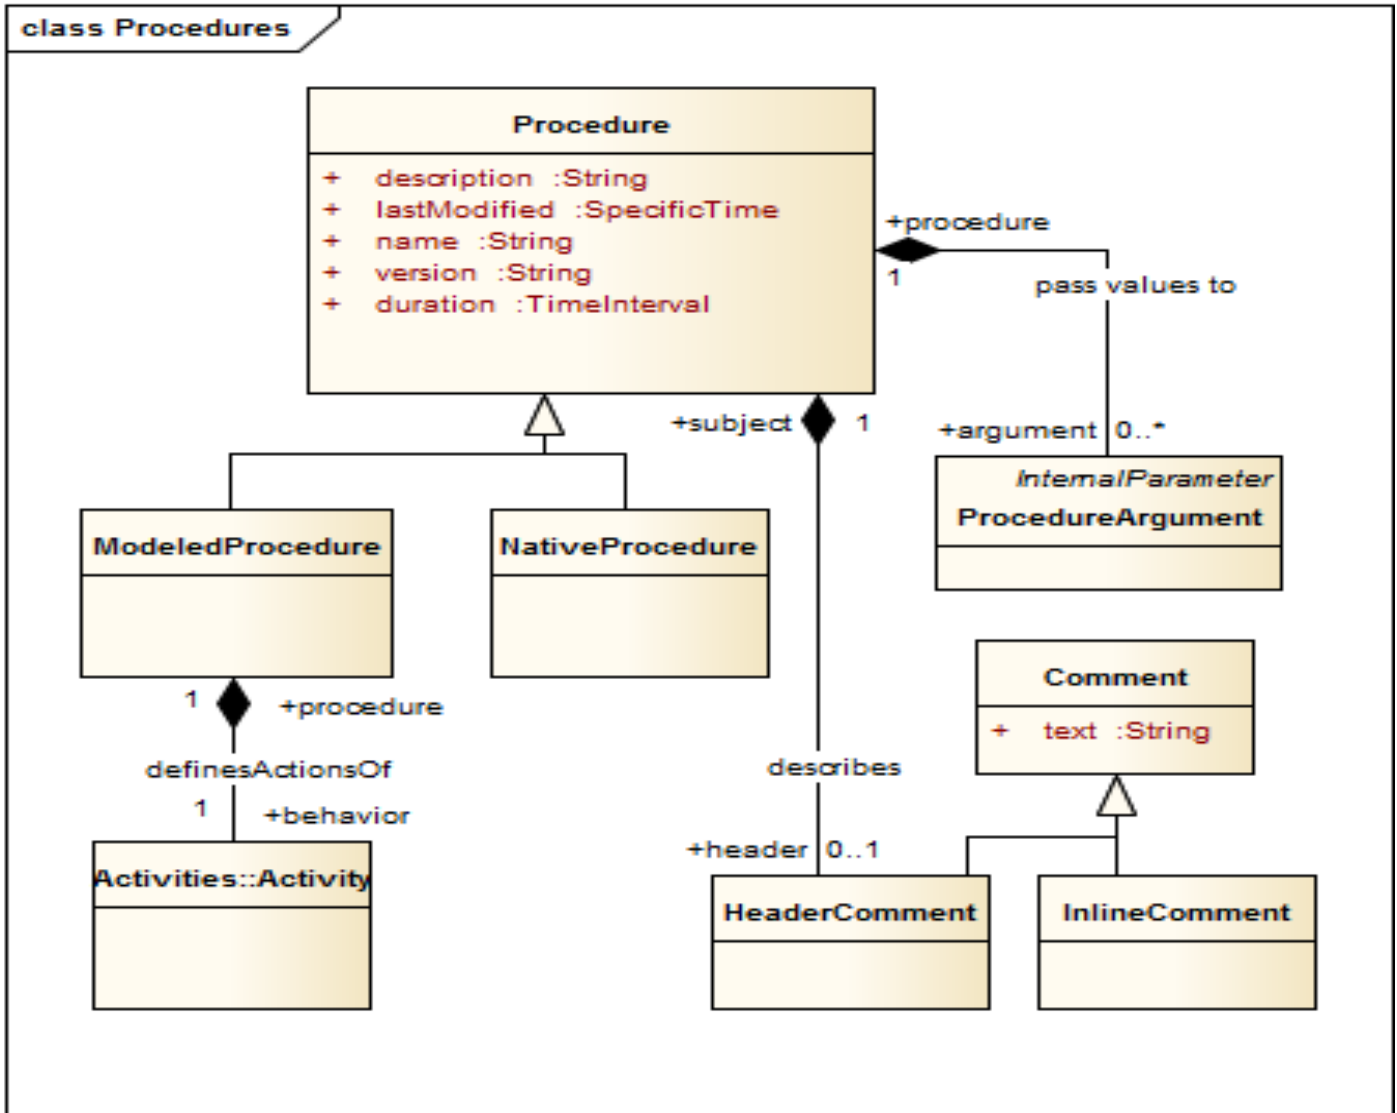 class Procedures
Procedure
+ description :String
+ lastModified :SpecificTime
+ name :String
+ version :String
+ duration :TimeInterval
+procedure
1
pass values to
+subject 1
+argument 0..*
InternalParameter
ProcedureArgument
ModeledProcedure
NativeProcedure
Comment
+ text :String
1 +procedure
definesActionsOf
1 +behavior
describes
+header 0..1
Activities::Activity
HeaderComment
InlineComment